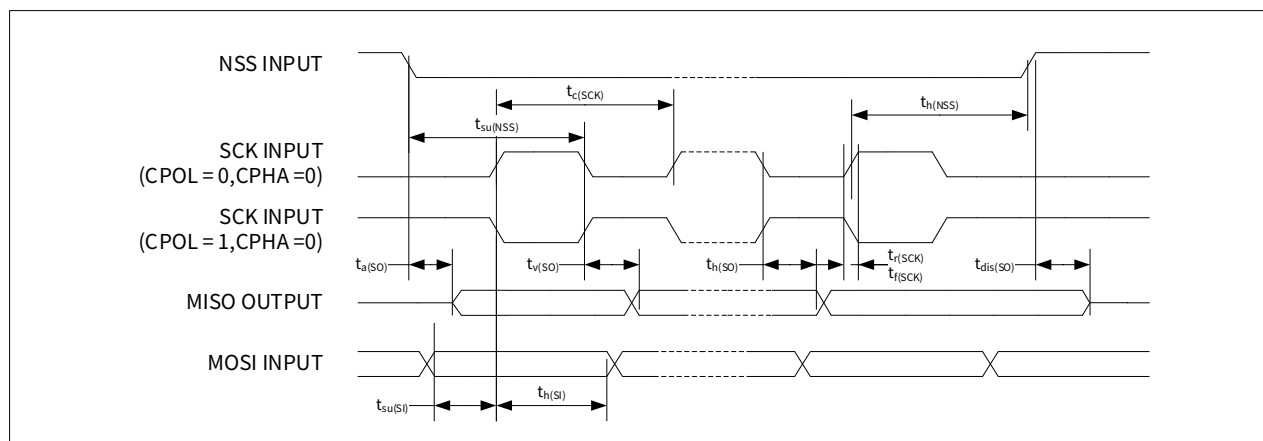 NSS INPUT
tc(SCK)
th(NSS)
tsu(NSS)
SCK INPUT
(CPOL = 0,CPHA =0)
SCK INPUT
(CPOL = 1,CPHA =0)
ta(SO)
tv(SO)
th(SO)
tr(SCK)
tf(SCK)
tdis(SO)
MISO OUTPUT
MOSI INPUT
tsu(SI)
th(SI)